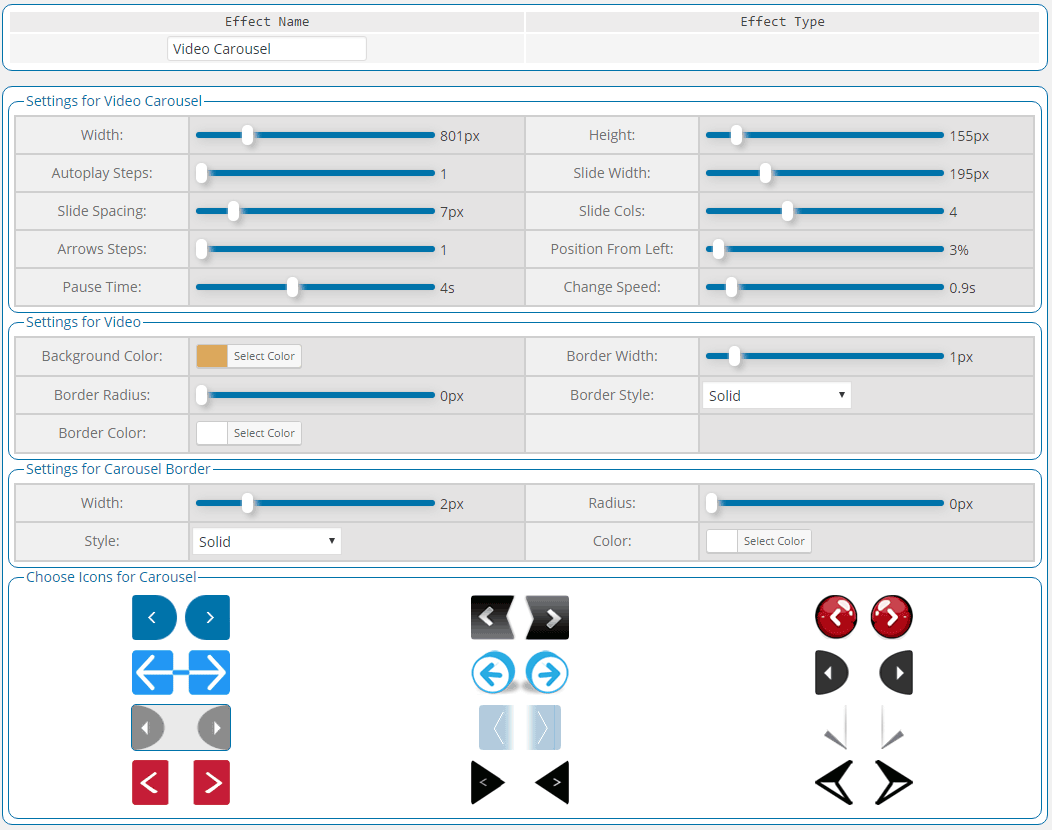 Effect Name Effect Type
Video Carousel
Settings for Video Carousel
Width: 801px Height: 155px
Autoplay Steps: 1 Slide Width: 195px
Slide Spacing: 7px Slide Cols: 4
Arrows Steps: 1 Position From Left: 3%
Pause Time: 4s Change Speed: 0.9s
Settings for Video
Background Color: Select Color Border Width: 1px
Border Radius: 0px Border Style: Solid
Border Color: Select Color
Settings for Carousel Border
Width: 2px Radius: 0px
Style: Solid Color: Select Color
Choose Icons for Carousel